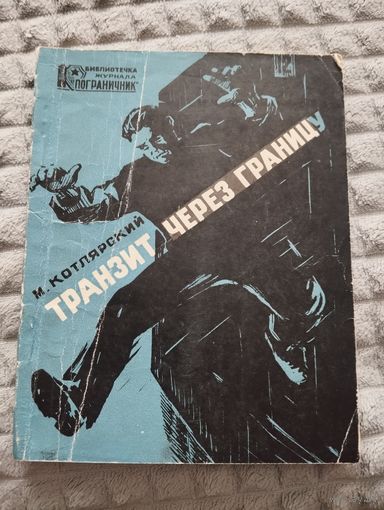 БИБЛИОТЕЧКА
ЖУРНАЛА
"ПОГРАНИЧНИК"
М. КОТЛЯРСКИЙ
ТРАНЗИТ ЧЕРЕЗ ГРАНИЦУ